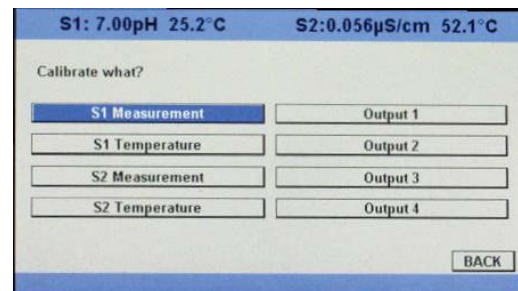 S1: 7.00pH 25.2°C S2:0.056µS/cm 52.1°C
Calibrate what?
S1 Measurement Output 1
S1 Temperature Output 2
S2 Measurement Output 3
S2 Temperature Output 4
BACK